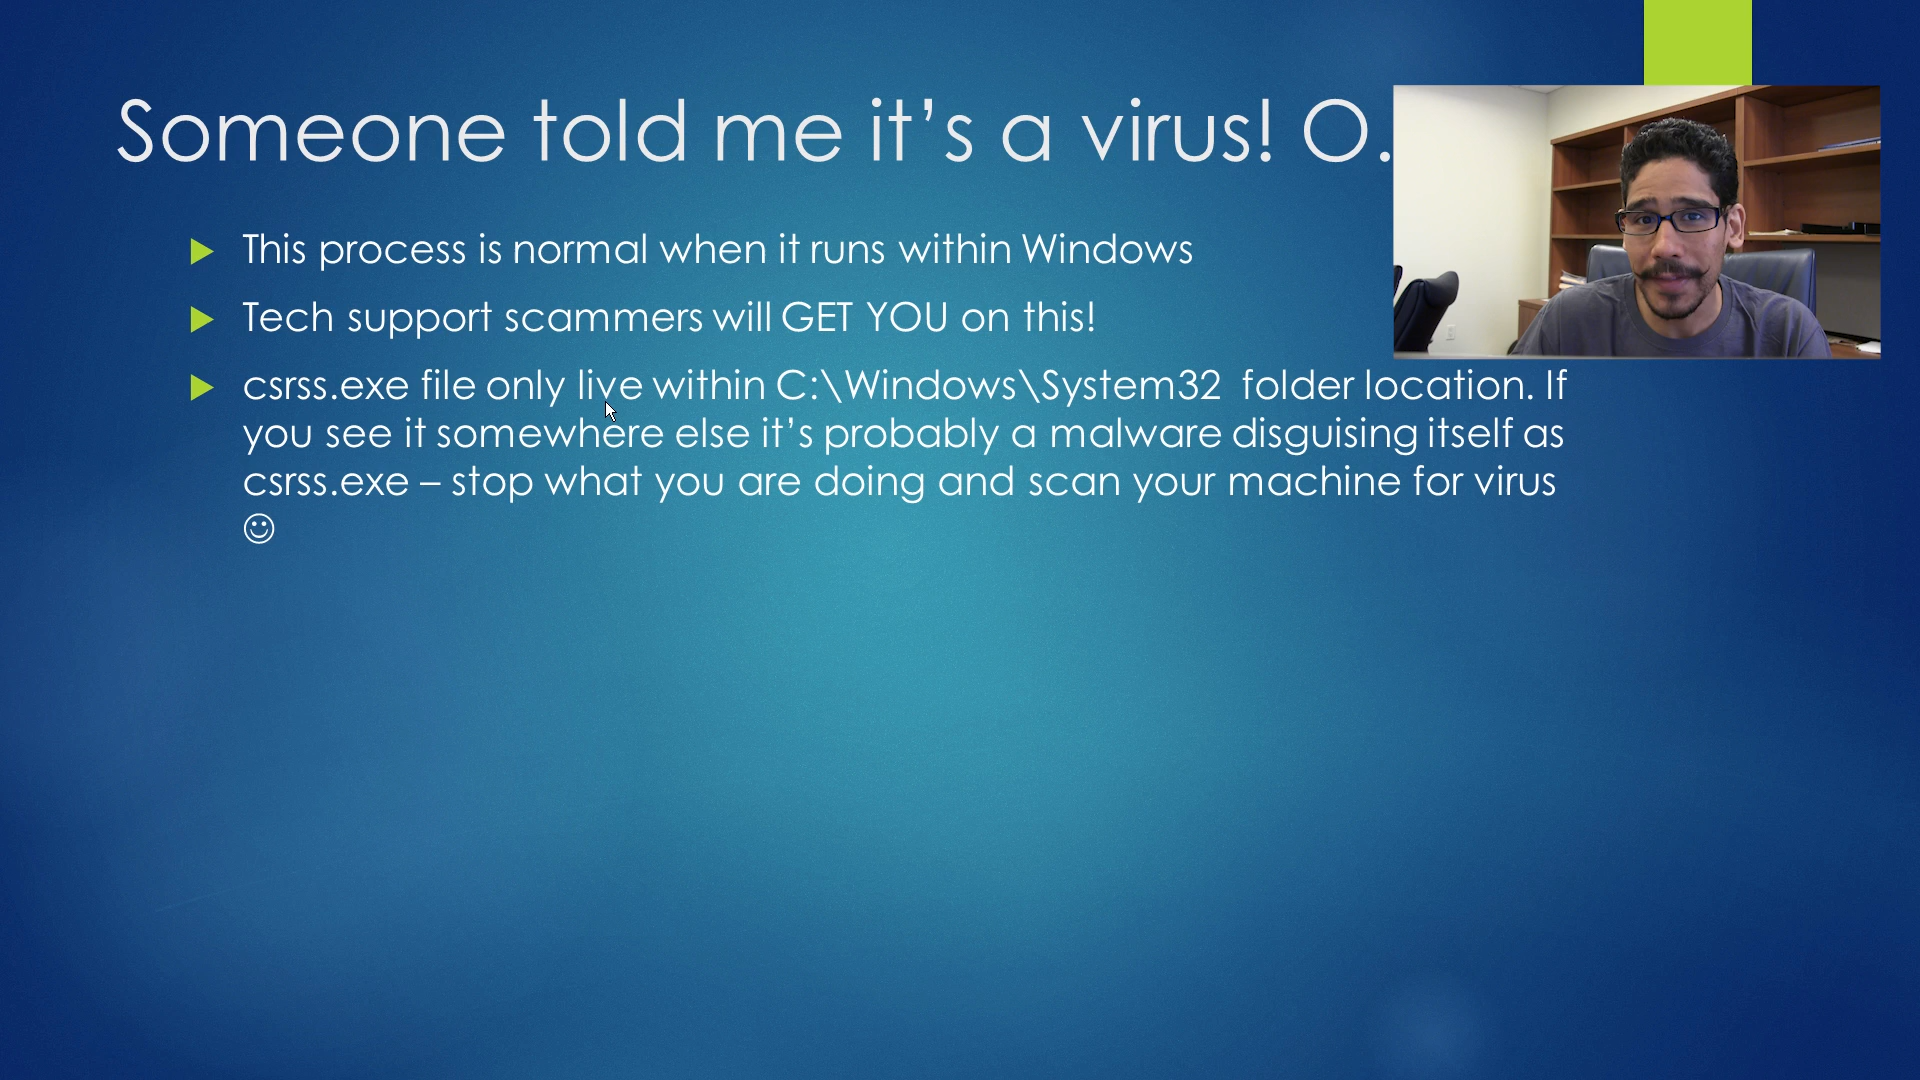 Someone told me it’s a virus! O.
This process is normal when it runs within Windows
Tech support scammers will GET YOU on this!
csrss.exe file only live within C:\Windows\System32 folder location. If
you see it somewhere else it’s probably a malware disguising itself as
csrss.exe – stop what you are doing and scan your machine for virus
☺